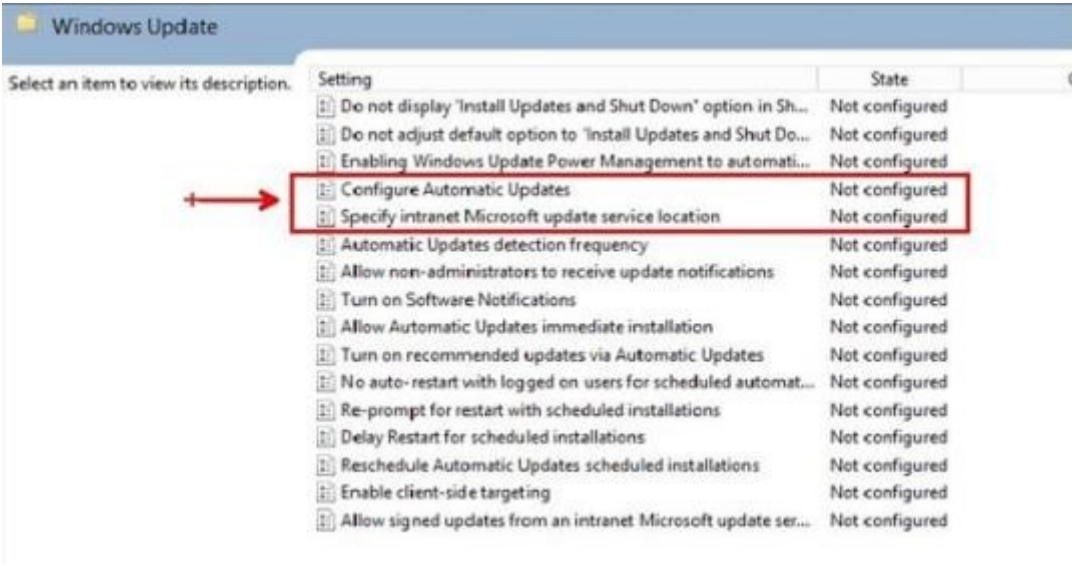 Windows Update
Select an item to view its description.
Setting State
Do not display 'Install Updates and Shut Down' option in Sh... Not configured
Do not adjust default option to 'Install Updates and Shut Do... Not configured
Enabling Windows Update Power Management to automati... Not configured
Configure Automatic Updates Not configured
Specify intranet Microsoft update service location Not configured
Automatic Updates detection frequency Not configured
Allow non-administrators to receive update notifications Not configured
Turn on Software Notifications Not configured
Allow Automatic Updates immediate installation Not configured
Turn on recommended updates via Automatic Updates Not configured
No auto-restart with logged on users for scheduled automat... Not configured
Re-prompt for restart with scheduled installations Not configured
Delay Restart for scheduled installations Not configured
Reschedule Automatic Updates scheduled installations Not configured
Enable client-side targeting Not configured
Allow signed updates from an intranet Microsoft update ser... Not configured